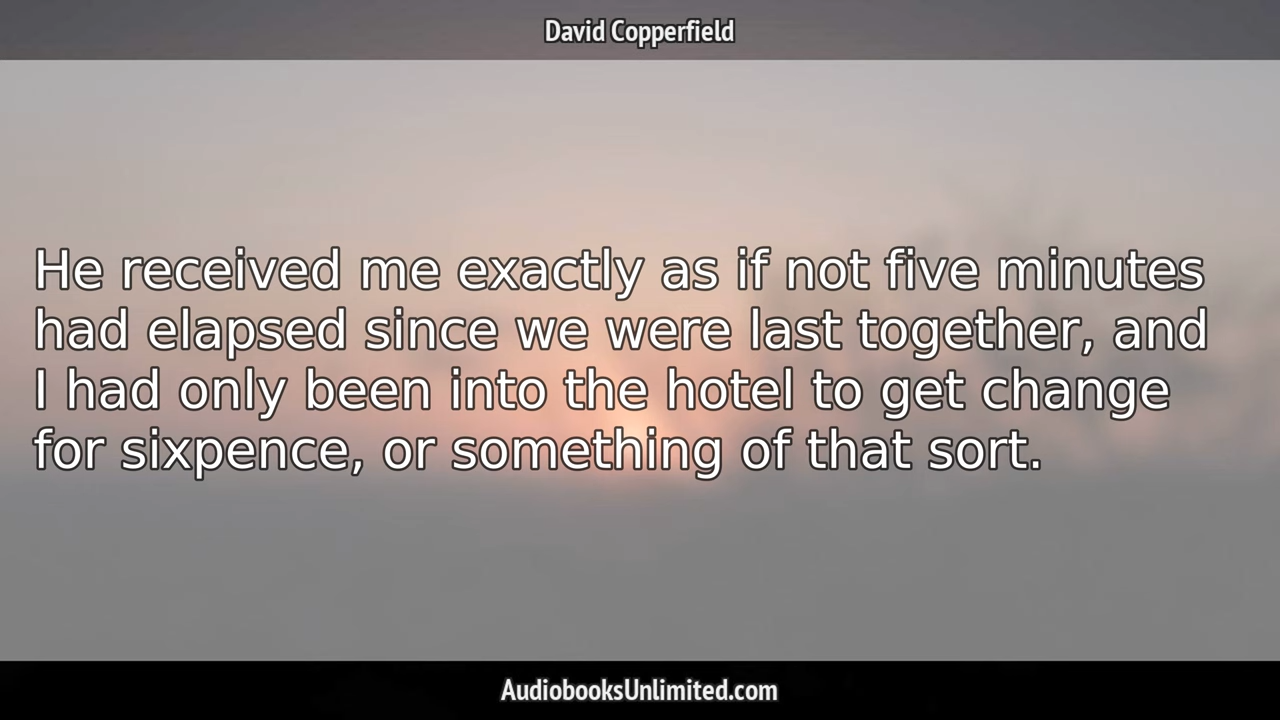 David Copperfield
He received me exactly as if not five minutes
had elapsed since we were last together, and
I had only been into the hotel to get change
for sixpence, or something of that sort.
AudiobooksUnlimited.com